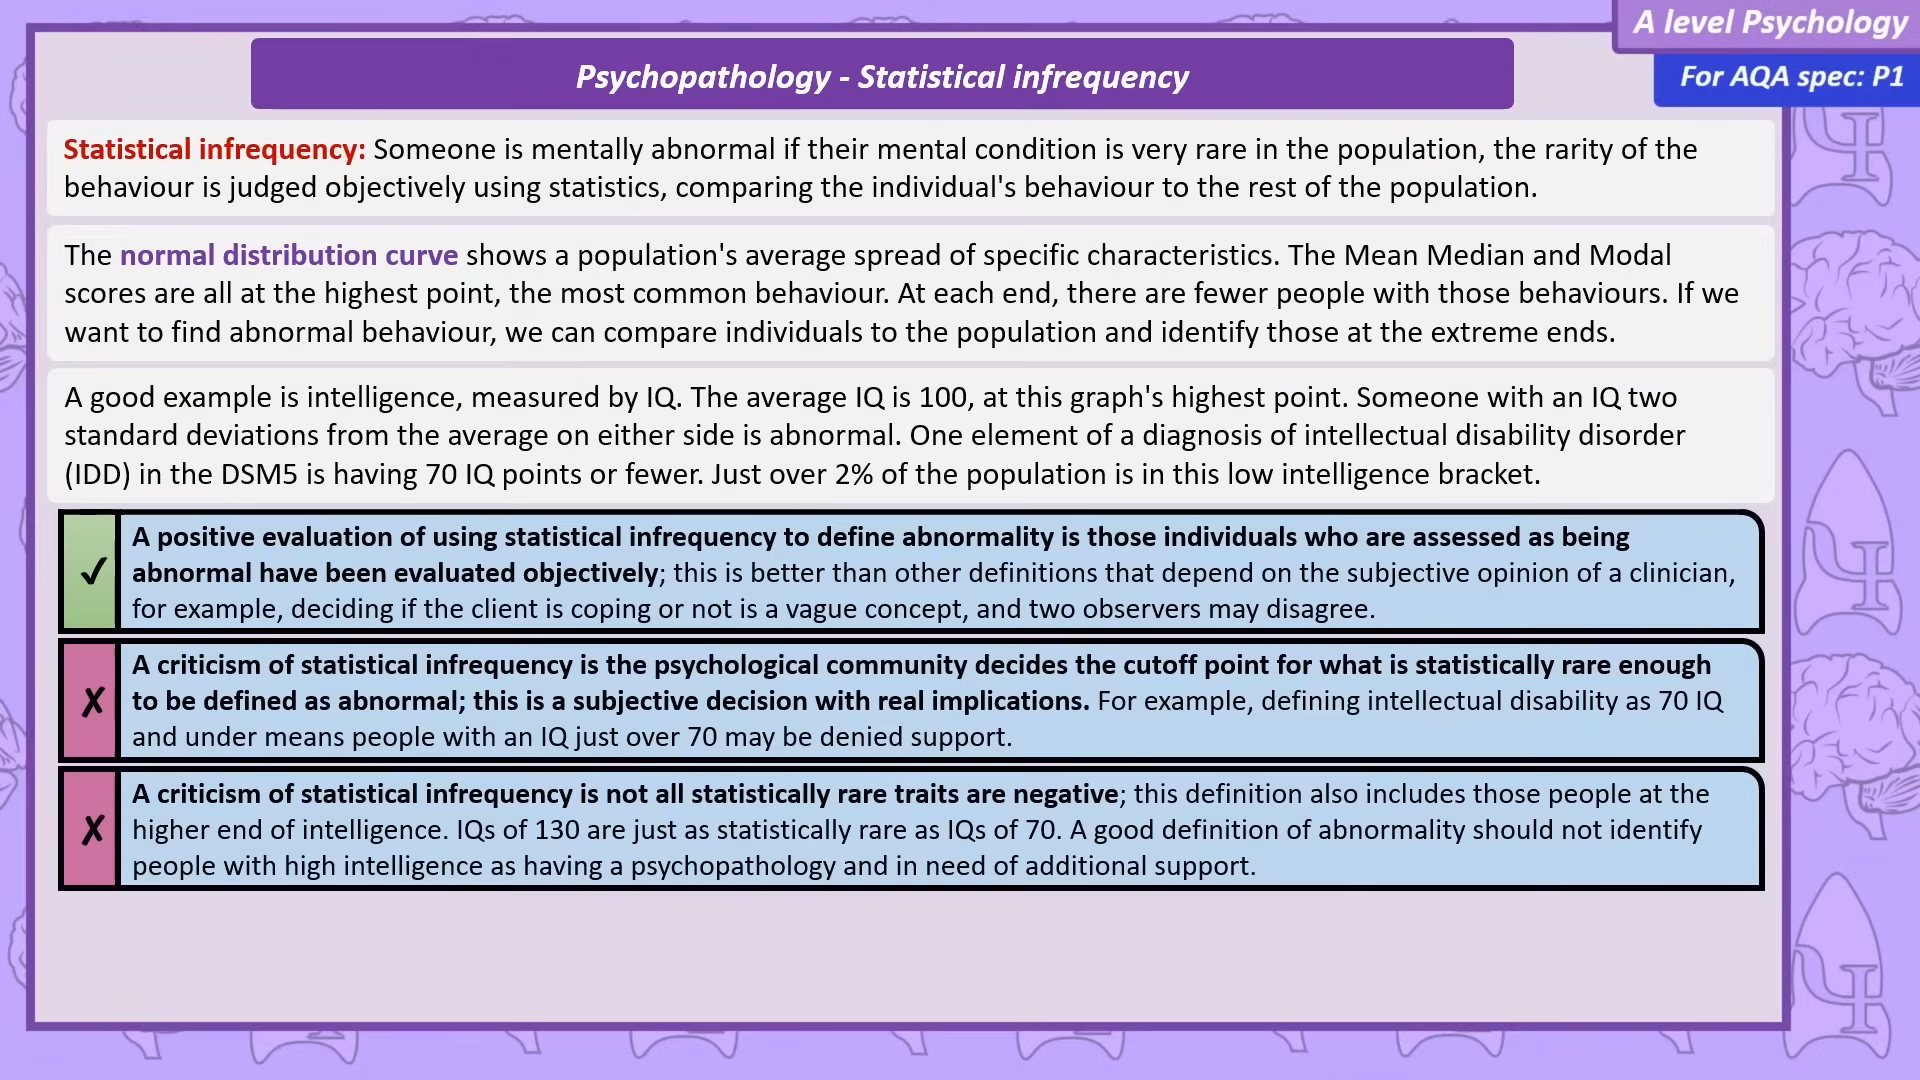 A level Psychology
For AQA spec: P1
Psychopathology - Statistical infrequency
Statistical infrequency: Someone is mentally abnormal if their mental condition is very rare in the population, the rarity of the
behaviour is judged objectively using statistics, comparing the individual's behaviour to the rest of the population.
The normal distribution curve shows a population's average spread of specific characteristics. The Mean Median and Modal
scores are all at the highest point, the most common behaviour. At each end, there are fewer people with those behaviours. If we
want to find abnormal behaviour, we can compare individuals to the population and identify those at the extreme ends.
A good example is intelligence, measured by IQ. The average IQ is 100, at this graph's highest point. Someone with an IQ two
standard deviations from the average on either side is abnormal. One element of a diagnosis of intellectual disability disorder
(IDD) in the DSM5 is having 70 IQ points or fewer. Just over 2% of the population is in this low intelligence bracket.
✓
A positive evaluation of using statistical infrequency to define abnormality is those individuals who are assessed as being
abnormal have been evaluated objectively; this is better than other definitions that depend on the subjective opinion of a clinician,
for example, deciding if the client is coping or not is a vague concept, and two observers may disagree.
✗
A criticism of statistical infrequency is the psychological community decides the cutoff point for what is statistically rare enough
to be defined as abnormal; this is a subjective decision with real implications. For example, defining intellectual disability as 70 IQ
and under means people with an IQ just over 70 may be denied support.
✗
A criticism of statistical infrequency is not all statistically rare traits are negative; this definition also includes those people at the
higher end of intelligence. IQs of 130 are just as statistically rare as IQs of 70. A good definition of abnormality should not identify
people with high intelligence as having a psychopathology and in need of additional support.